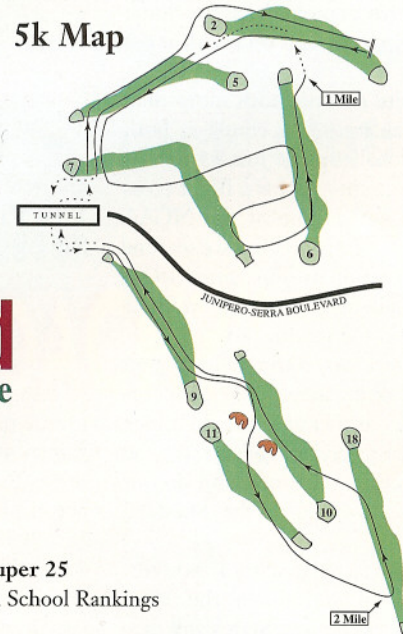 5k Map
2
5
1 Mile
7
TUNNEL
6
JUNIPERO-SERRA BOULEVARD
9
11
18
10
uper 25
School Rankings
2 Mile